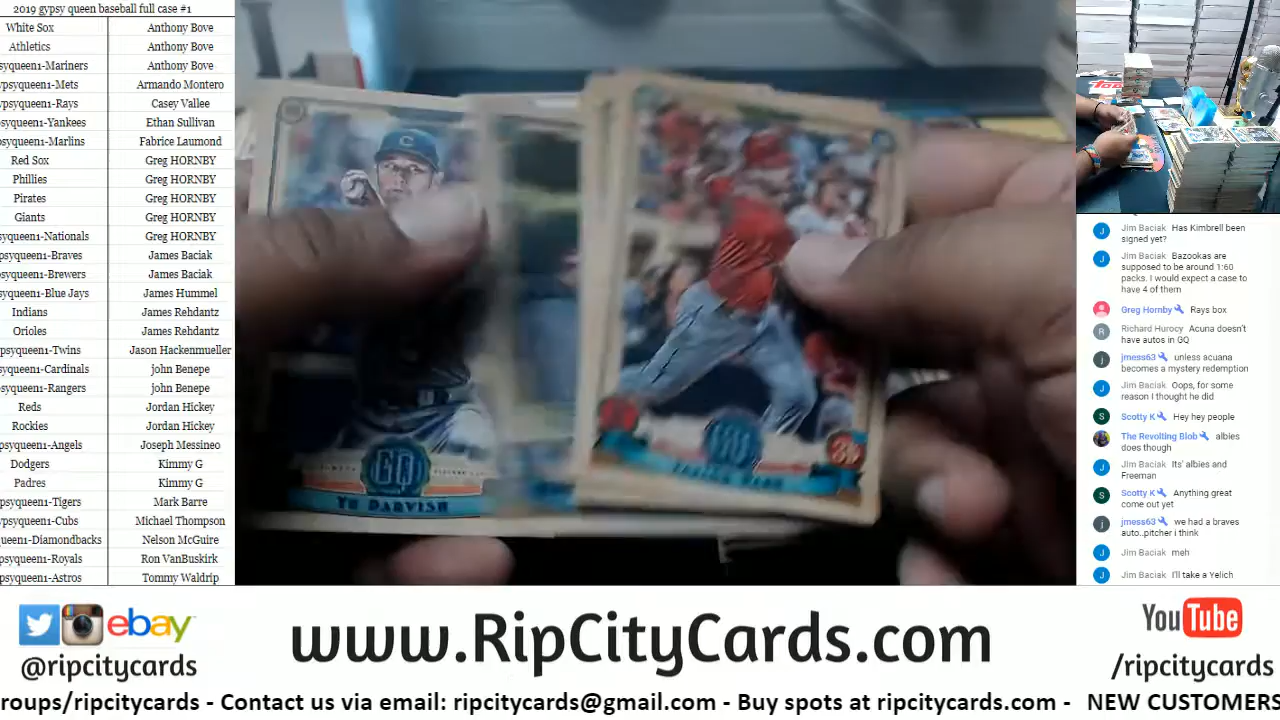 2019 gypsy queen baseball full case #1
White Sox Anthony Bove
Athletics Anthony Bove
psyqueen1-Mariners Anthony Bove
ypsyqueen1-Mets Armando Montero
ypsyqueen1-Rays Casey Vallee
syqueen1-Yankees Ethan Sullivan
syqueen1-Marlins Fabrice Laumond
Red Sox Greg HORNBY
Phillies Greg HORNBY
Pirates Greg HORNBY
Giants Greg HORNBY
syqueen1-Nationals Greg HORNBY
syqueen1-Braves James Baciak
syqueen1-Brewers James Baciak
syqueen1-Blue Jays James Hummel
Indians James Rehdantz
Orioles James Rehdantz
psyqueen1-Twins Jason Hackenmueller
psyqueen1-Cardinals john Benepe
psyqueen1-Rangers john Benepe
Reds Jordan Hickey
Rockies Jordan Hickey
psyqueen1-Angels Joseph Messineo
Dodgers Kimmy G
Padres Kimmy G
psyqueen1-Tigers Mark Barre
ypsyqueen1-Cubs Michael Thompson
ueen1-Diamondbacks Nelson McGuire
psyqueen1-Royals Ron VanBuskirk
psyqueen1-Astros Tommy Waldrip
GQ
YU DARVISH
Jim Baciak Has Kimbrell been
signed yet?
Jim Baciak Bazookas are
supposed to be around 1:60
packs. I would expect a case to
have 4 of them
Greg Hornby Rays box
Richard Hurocy Acuna doesn't
have autos in GQ
jmess63 unless acuana
becomes a mystery redemption
Jim Baciak Oops, for some
reason I thought he did
Scotty K Hey hey people
The Revolting Blob albies
does though
Jim Baciak Its' albies and
Freeman
Scotty K Anything great
come out yet
jmess63 we had a braves
auto..pitcher i think
Jim Baciak meh
Jim Baciak I'll take a Yelich
ebay
@ripcitycards
www.RipCityCards.com
YouTube
/ripcitycards
roups/ripcitycards - Contact us via email: ripcitycards@gmail.com - Buy spots at ripcitycards.com - NEW CUSTOMERS